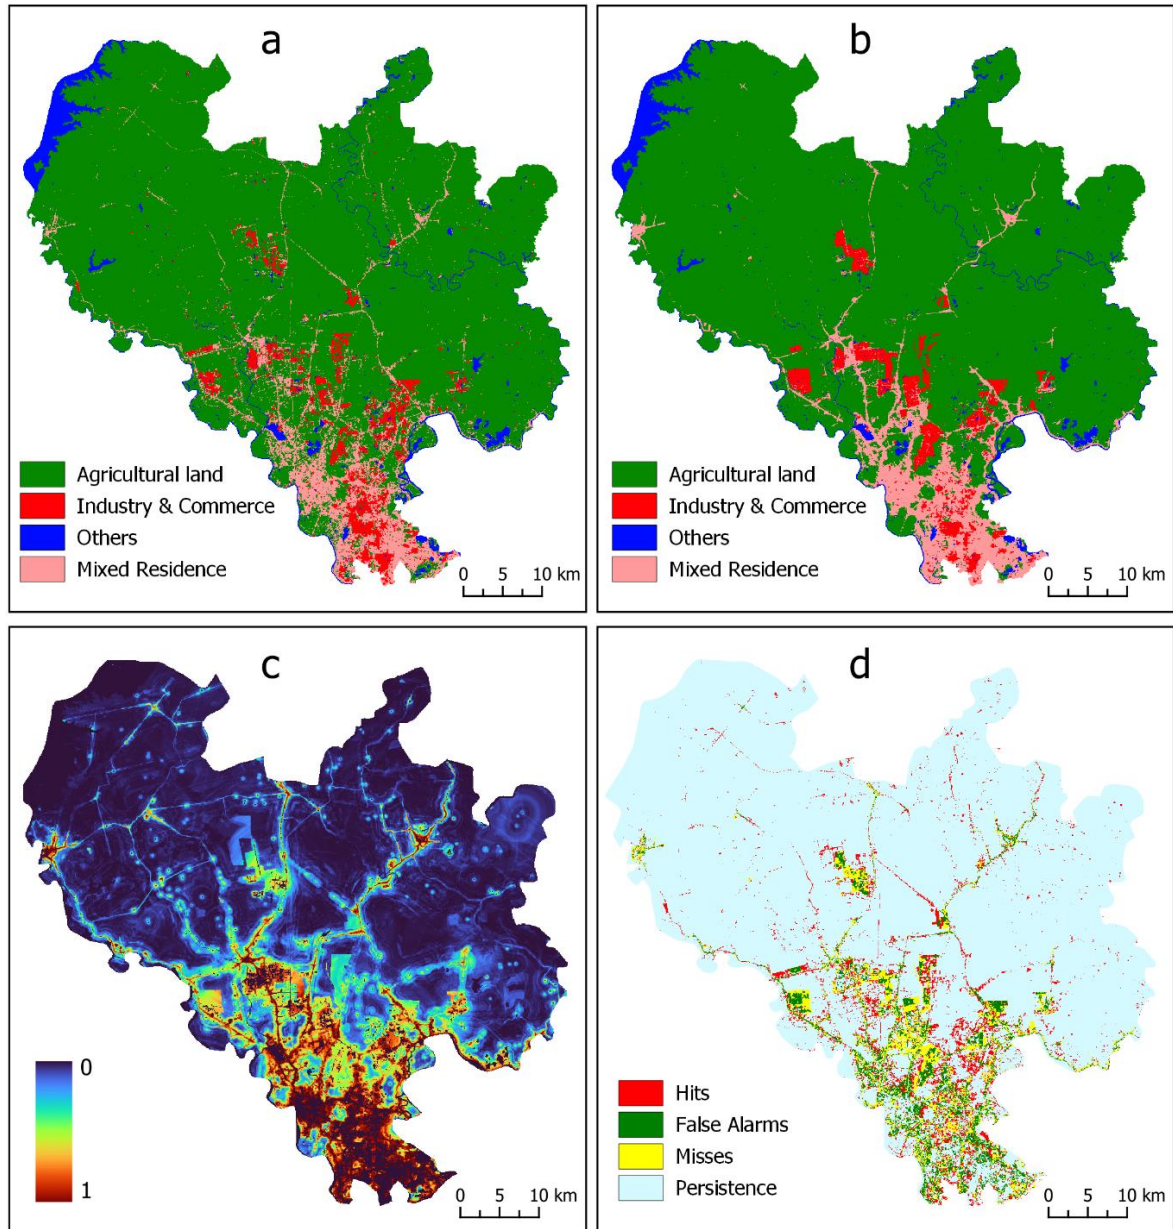 a
Agricultural land
Industry & Commerce
Others
Mixed Residence
0 5 10 km
b
Agricultural land
Industry & Commerce
Others
Mixed Residence
0 5 10 km
c
0
1
0 5 10 km
d
Hits
False Alarms
Misses
Persistence
0 5 10 km